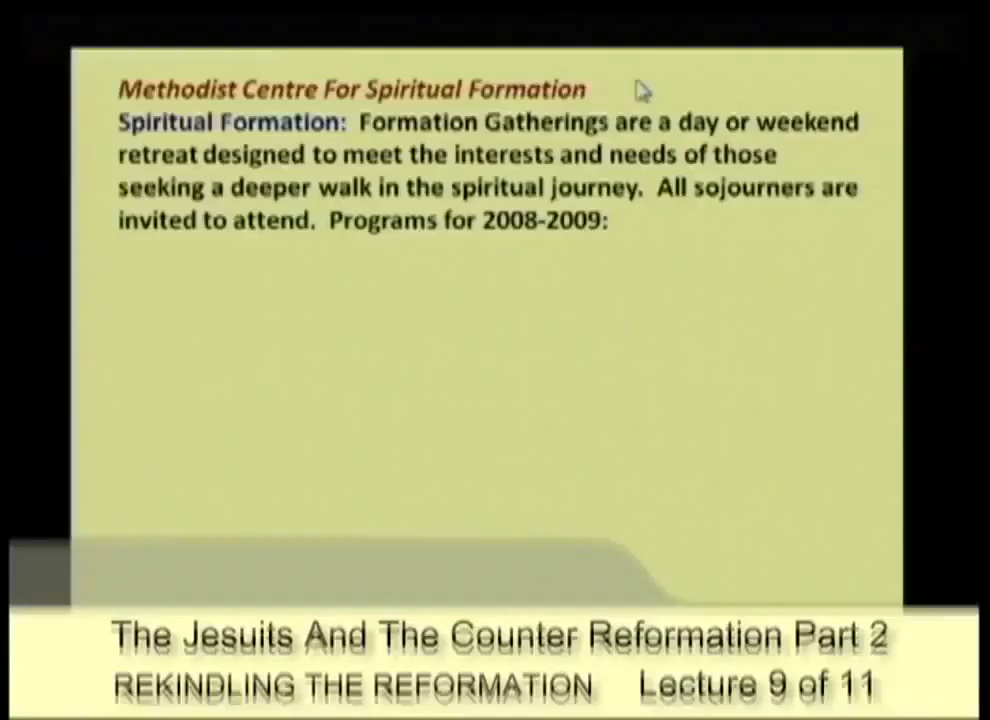 Methodist Centre For Spiritual Formation
Spiritual Formation: Formation Gatherings are a day or weekend
retreat designed to meet the interests and needs of those
seeking a deeper walk in the spiritual journey. All sojourners are
invited to attend. Programs for 2008-2009:
The Jesuits And The Counter Reformation Part 2
REKINDLING THE REFORMATION Lecture 9 of 11